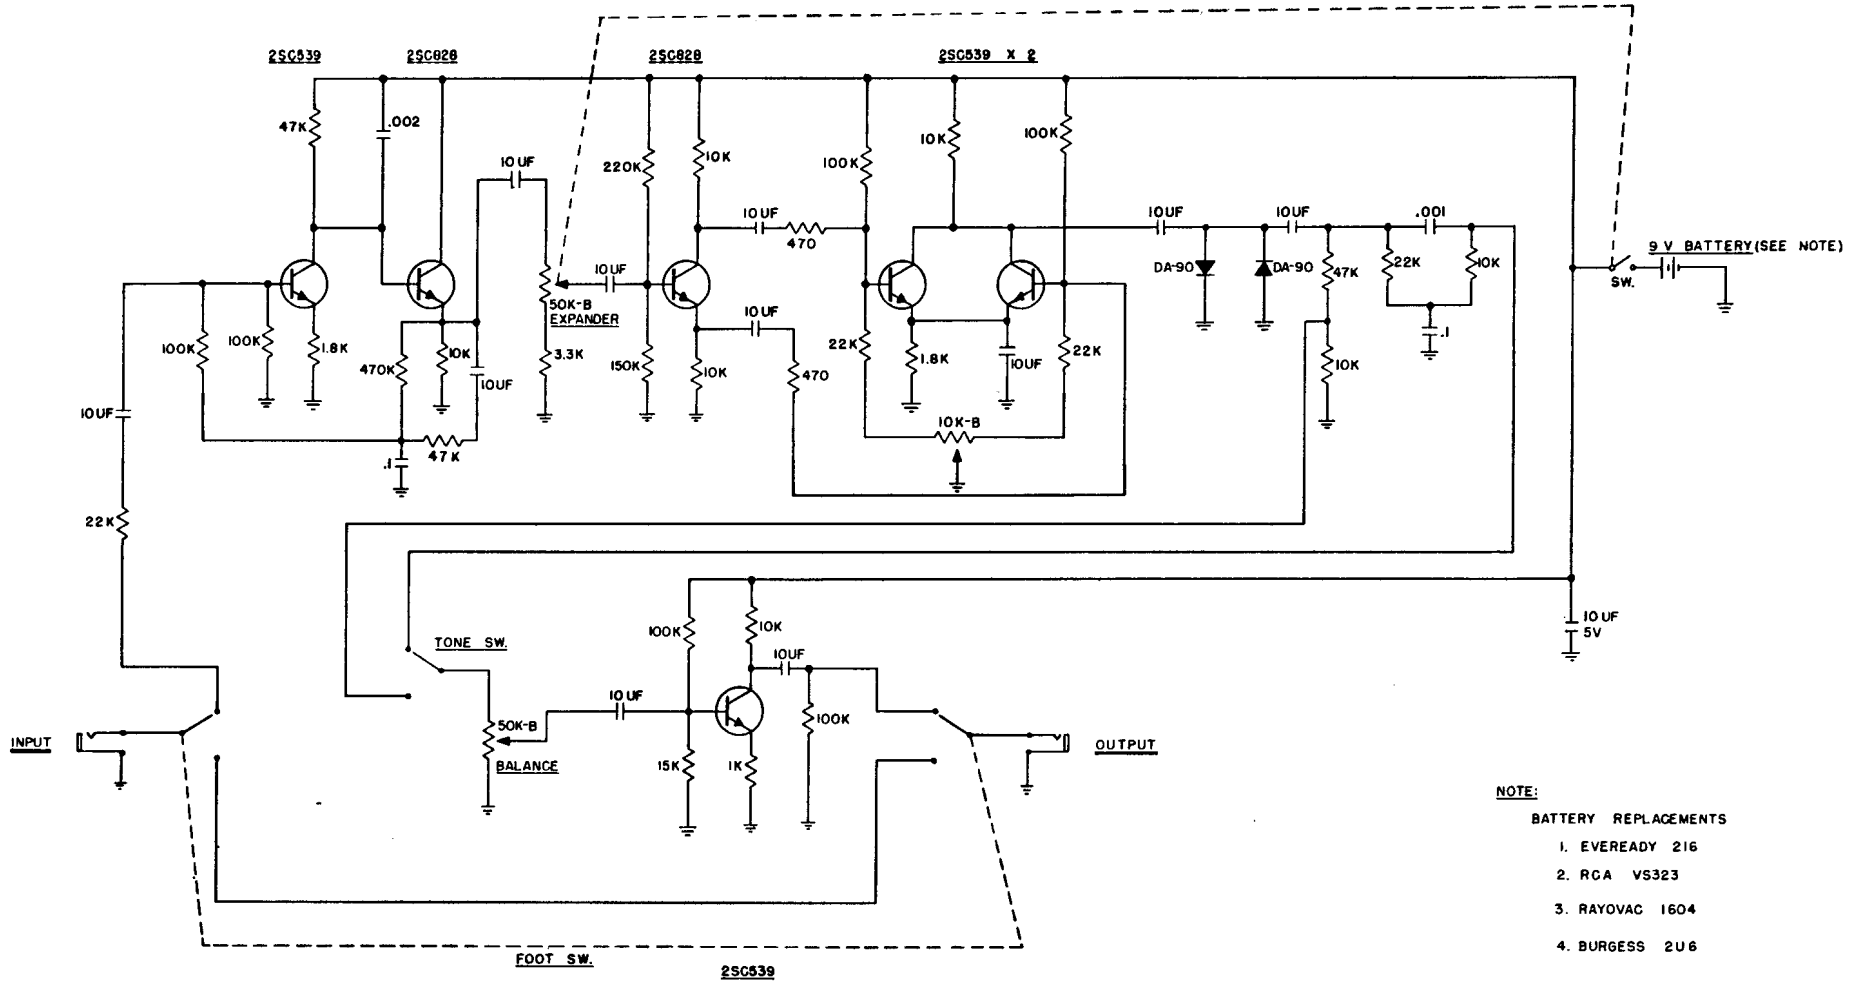 2SC539
2SC828
2SC828
2SC539 X 2
47K
.002
10UF
220K
10K
100K
10K
100K
10UF
470
10UF
10UF
.001
9 V BATTERY (SEE NOTE)
SW.
DA-90
DA-90
47K
22K
10K
10UF
50K-B
EXPANDER
10UF
100K
100K
1.8K
470K
10K
10UF
3.3K
150K
10K
470
22K
1.8K
10UF
22K
.1
10K
10UF
47K
.1
10K-B
22K
10UF
5V
TONE SW.
100K
10K
10UF
10UF
50K-B
BALANCE
15K
1K
100K
INPUT
OUTPUT
FOOT SW.
2SC539
NOTE:
BATTERY REPLACEMENTS
1. EVEREADY 216
2. RCA VS323
3. RAYOVAC 1604
4. BURGESS 2U6